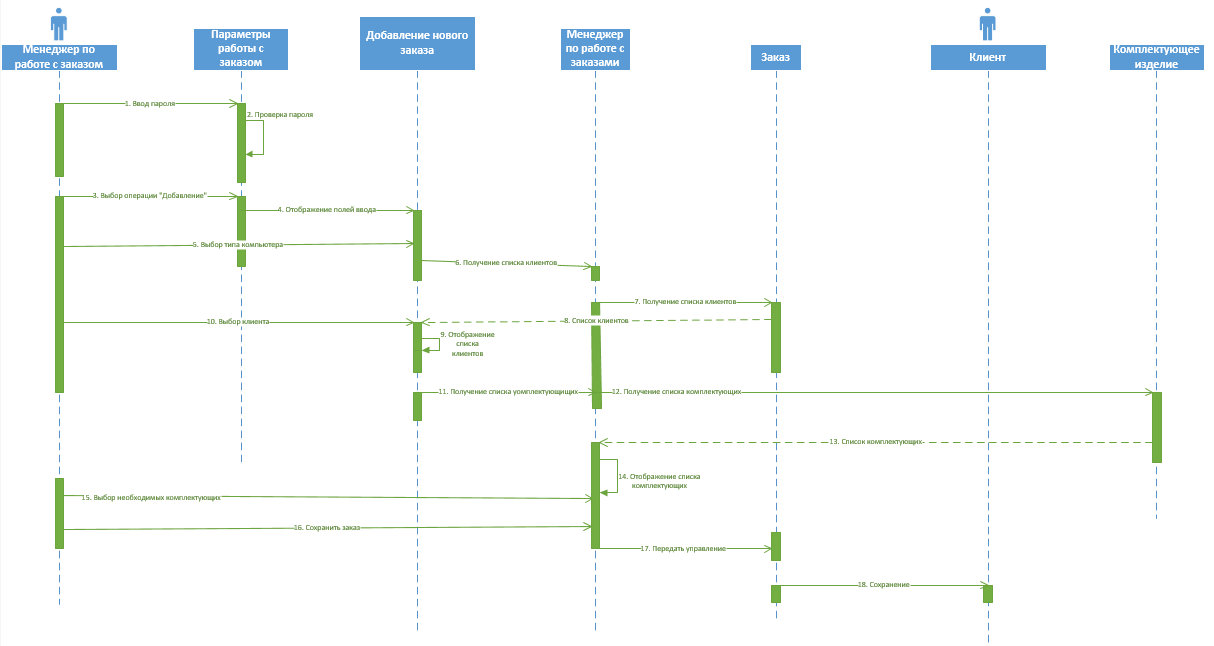 Менеджер по
работе с заказом
Параметры
работы с
заказом
Добавление нового
заказа
Менеджер
по работе с
заказами
Заказ
Клиент
Комплектующее
изделие
1. Ввод пароля
2. Проверка пароля
3. Выбор операции "Добавление"
4. Отображение полей ввода
5. Выбор типа компьютера
6. Получение списка клиентов
7. Получение списка клиентов
8. Список клиентов
10. Выбор клиента
9. Отображение
списка
клиентов
11. Получение списка уомплектующищих
12. Получение списка комплектующих
13. Список комплектующих
14. Отображение списка
комплектующих
15. Выбор необходимых комплектующих
16. Сохранить заказ
17. Передать управление
18. Сохранение